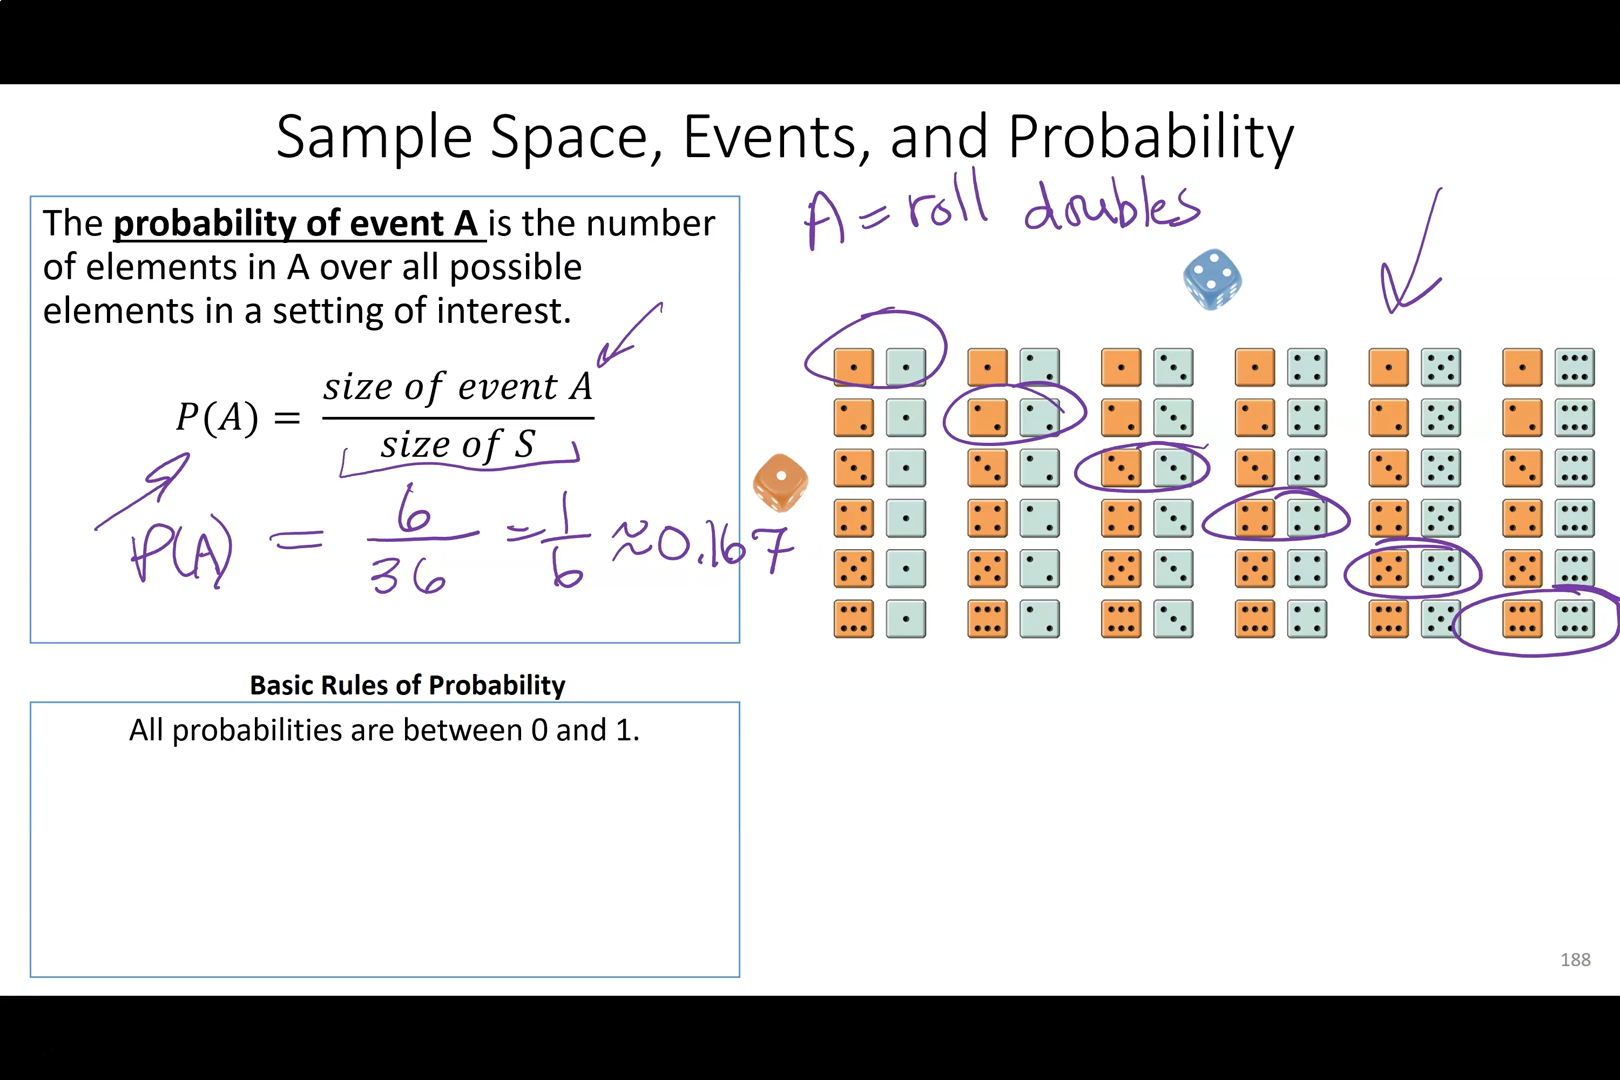 Sample Space, Events, and Probability
The probability of event A is the number
of elements in A over all possible
elements in a setting of interest.
P(A) = size of event A / size of S
P(A) = 6/36 = 1/6 ≈ 0.167
A = roll doubles
Basic Rules of Probability
All probabilities are between 0 and 1.
188